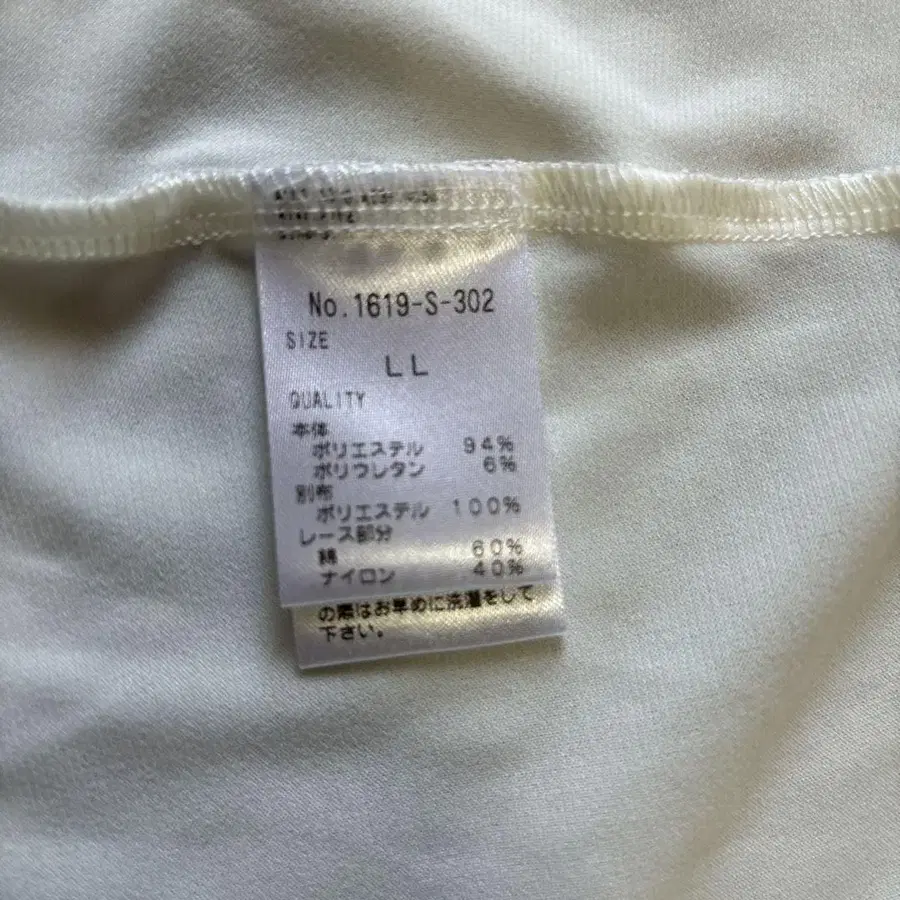 No.1619-S-302
SIZE
LL
QUALITY
本体
ポリエステル 94%
ポリウレタン 6%
別布
ポリエステル 100%
レース部分
綿 60%
ナイロン 40%
の際はお早めに洗濯をして
下さい。